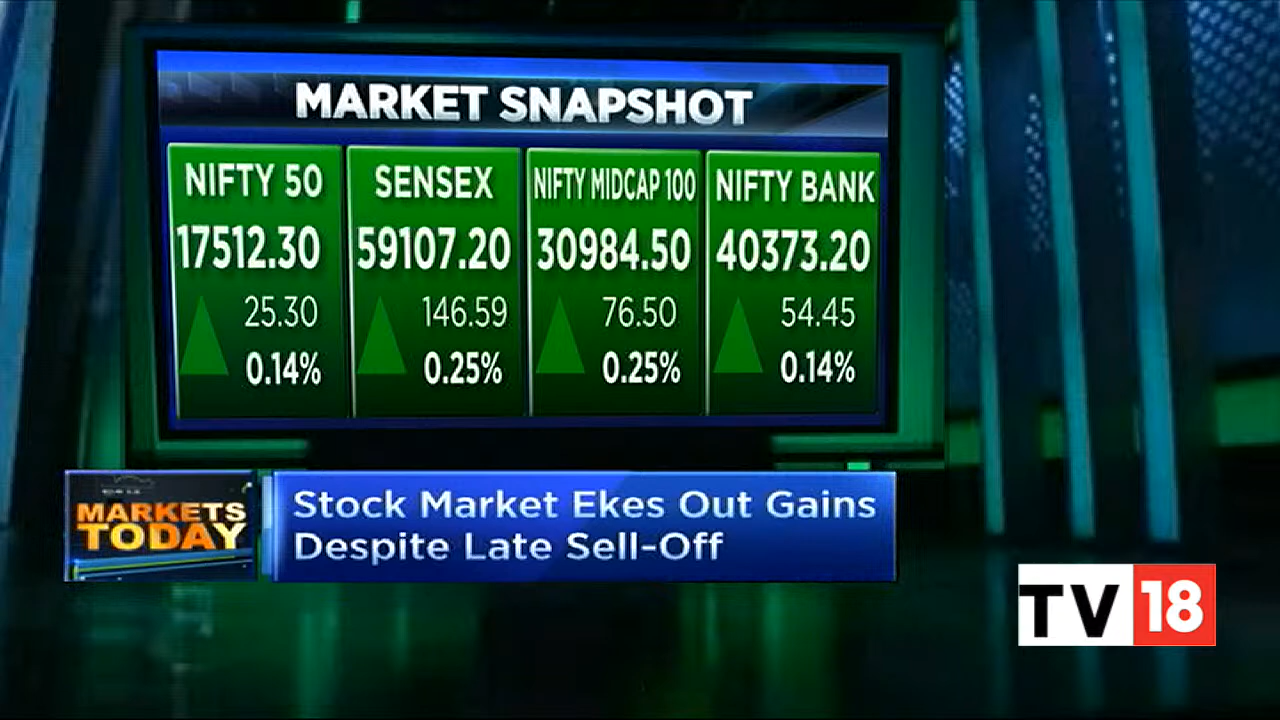 MARKET SNAPSHOT
NIFTY 50
17512.30
25.30
0.14%
SENSEX
59107.20
146.59
0.25%
NIFTY MIDCAP 100
30984.50
76.50
0.25%
NIFTY BANK
40373.20
54.45
0.14%
MARKETS
TODAY
Stock Market Ekes Out Gains
Despite Late Sell-Off
TV18